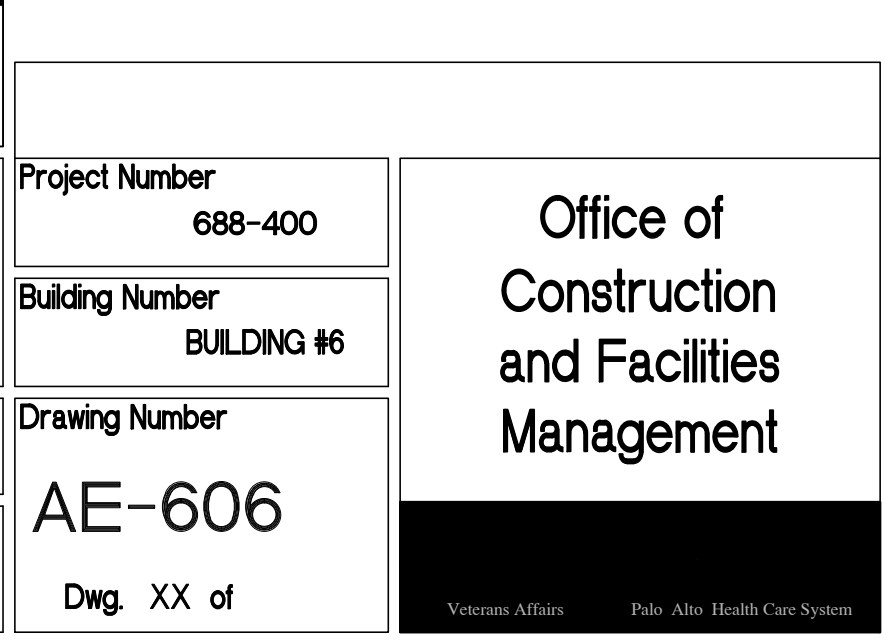 Project Number
688-400
Building Number
BUILDING #6
Drawing Number
AE-606
Dwg. XX of
Office of
Construction
and Facilities
Management
Veterans Affairs Palo Alto Health Care System